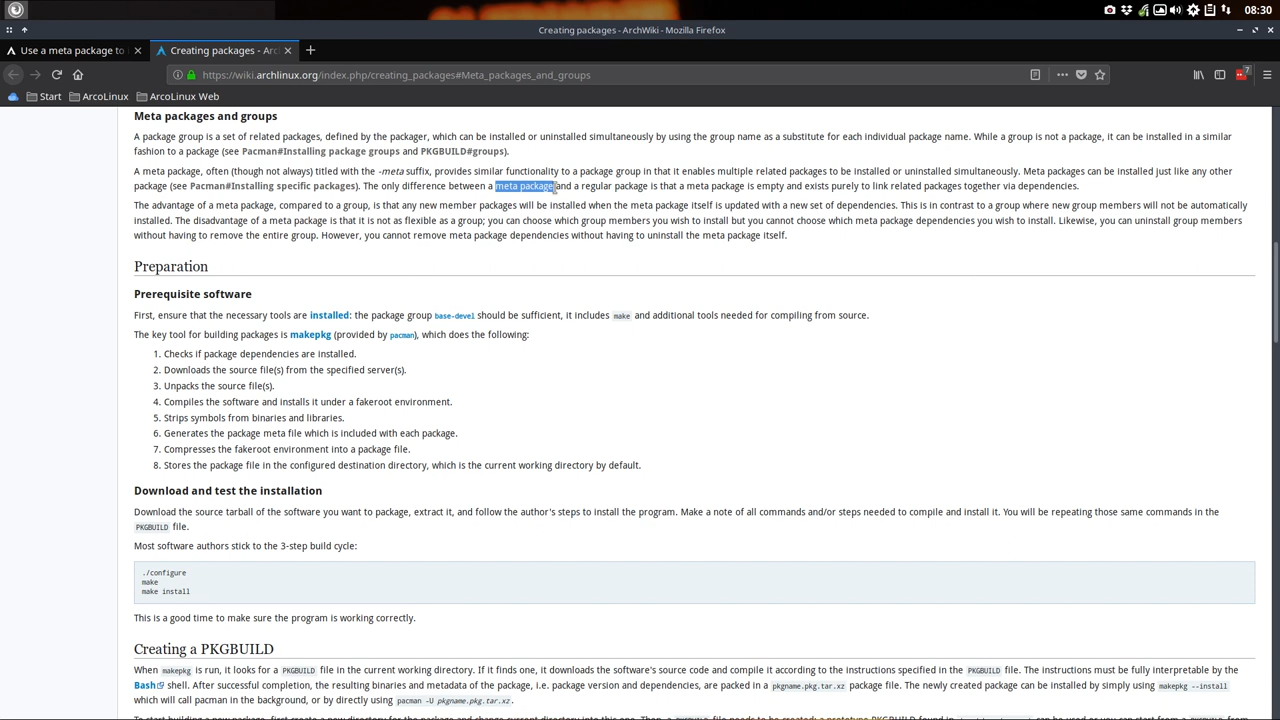 08:30
Creating packages - ArchWiki - Mozilla Firefox
Use a meta package to
Creating packages - Arch
https://wiki.archlinux.org/index.php/creating_packages#Meta_packages_and_groups
7
Start
ArcoLinux
ArcoLinux Web
Meta packages and groups
A package group is a set of related packages, defined by the packager, which can be installed or uninstalled simultaneously by using the group name as a substitute for each individual package name. While a group is not a package, it can be installed in a similar
fashion to a package (see Pacman#Installing package groups and PKGBUILD#groups).
A meta package, often (though not always) titled with the -meta suffix, provides similar functionality to a package group in that it enables multiple related packages to be installed or uninstalled simultaneously. Meta packages can be installed just like any other
package (see Pacman#Installing specific packages). The only difference between a meta package and a regular package is that a meta package is empty and exists purely to link related packages together via dependencies.
The advantage of a meta package, compared to a group, is that any new member packages will be installed when the meta package itself is updated with a new set of dependencies. This is in contrast to a group where new group members will not be automatically
installed. The disadvantage of a meta package is that it is not as flexible as a group; you can choose which group members you wish to install but you cannot choose which meta package dependencies you wish to install. Likewise, you can uninstall group members
without having to remove the entire group. However, you cannot remove meta package dependencies without having to uninstall the meta package itself.
Preparation
Prerequisite software
First, ensure that the necessary tools are installed: the package group base-devel should be sufficient, it includes make and additional tools needed for compiling from source.
The key tool for building packages is makepkg (provided by pacman), which does the following:
1. Checks if package dependencies are installed.
2. Downloads the source file(s) from the specified server(s).
3. Unpacks the source file(s).
4. Compiles the software and installs it under a fakeroot environment.
5. Strips symbols from binaries and libraries.
6. Generates the package meta file which is included with each package.
7. Compresses the fakeroot environment into a package file.
8. Stores the package file in the configured destination directory, which is the current working directory by default.
Download and test the installation
Download the source tarball of the software you want to package, extract it, and follow the author's steps to install the program. Make a note of all commands and/or steps needed to compile and install it. You will be repeating those same commands in the
PKGBUILD file.
Most software authors stick to the 3-step build cycle:
./configure
make
make install
This is a good time to make sure the program is working correctly.
Creating a PKGBUILD
When makepkg is run, it looks for a PKGBUILD file in the current working directory. If it finds one, it downloads the software's source code and compile it according to the instructions specified in the PKGBUILD file. The instructions must be fully interpretable by the
Bash shell. After successful completion, the resulting binaries and metadata of the package, i.e. package version and dependencies, are packed in a pkgname.pkg.tar.xz package file. The newly created package can be installed by simply using makepkg --install
which will call pacman in the background, or by directly using pacman -U pkgname.pkg.tar.xz.